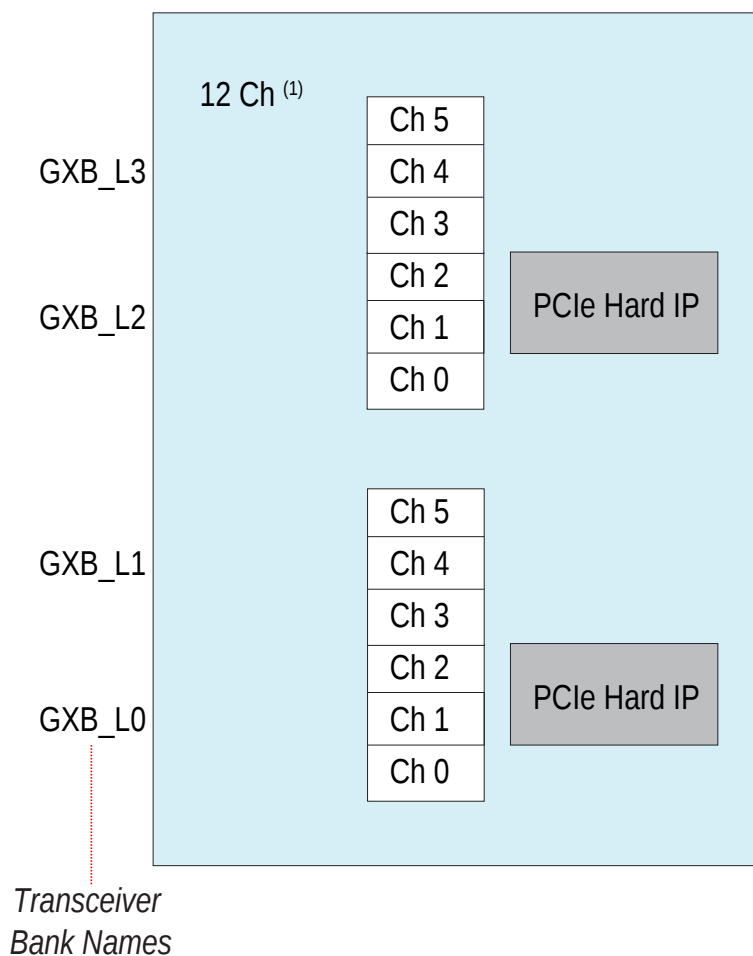 12 Ch (1)
Ch 5
GXB_L3
Ch 4
Ch 3
Ch 2
PCIe Hard IP
GXB_L2
Ch 1
Ch 0
Ch 5
GXB_L1
Ch 4
Ch 3
Ch 2
PCIe Hard IP
GXB_L0
Ch 1
Ch 0
Transceiver
Bank Names